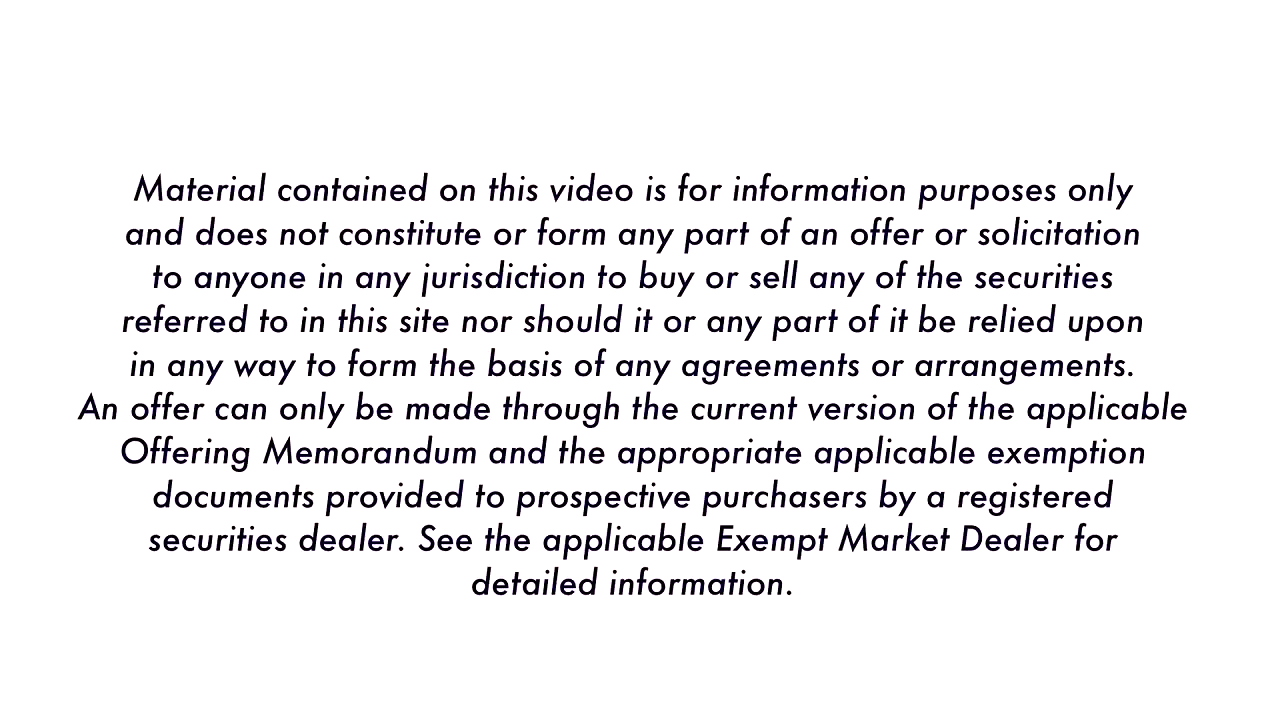 Material contained on this video is for information purposes only
and does not constitute or form any part of an offer or solicitation
to anyone in any jurisdiction to buy or sell any of the securities
referred to in this site nor should it or any part of it be relied upon
in any way to form the basis of any agreements or arrangements.
An offer can only be made through the current version of the applicable
Offering Memorandum and the appropriate applicable exemption
documents provided to prospective purchasers by a registered
securities dealer. See the applicable Exempt Market Dealer for
detailed information.